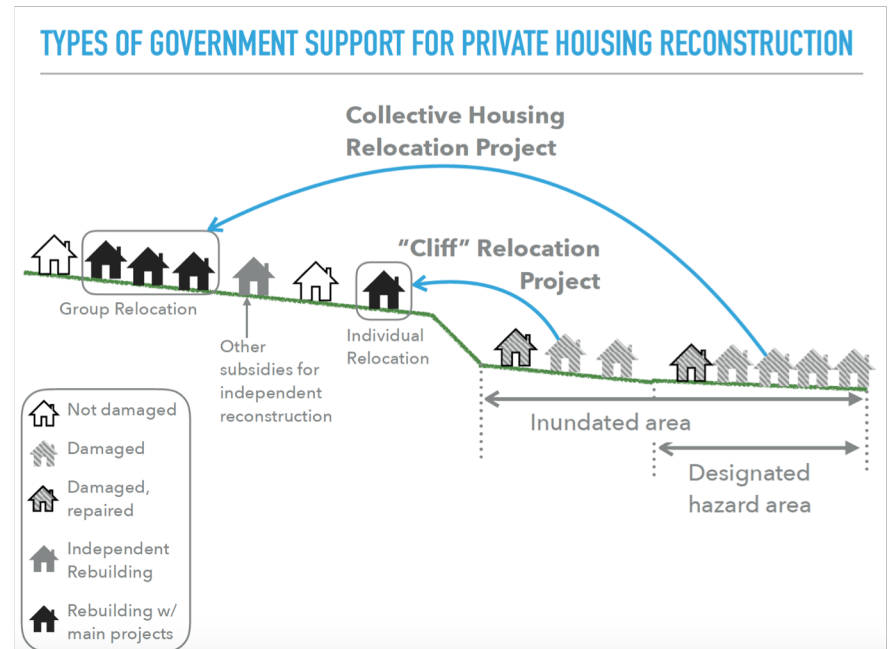 TYPES OF GOVERNMENT SUPPORT FOR PRIVATE HOUSING RECONSTRUCTION
Collective Housing
Relocation Project
“Cliff” Relocation
Project
Group Relocation
Other
subsidies for
independent
reconstruction
Individual
Relocation
Inundated area
Designated
hazard area
Not damaged
Damaged
Damaged,
repaired
Independent
Rebuilding
Rebuilding w/
main projects